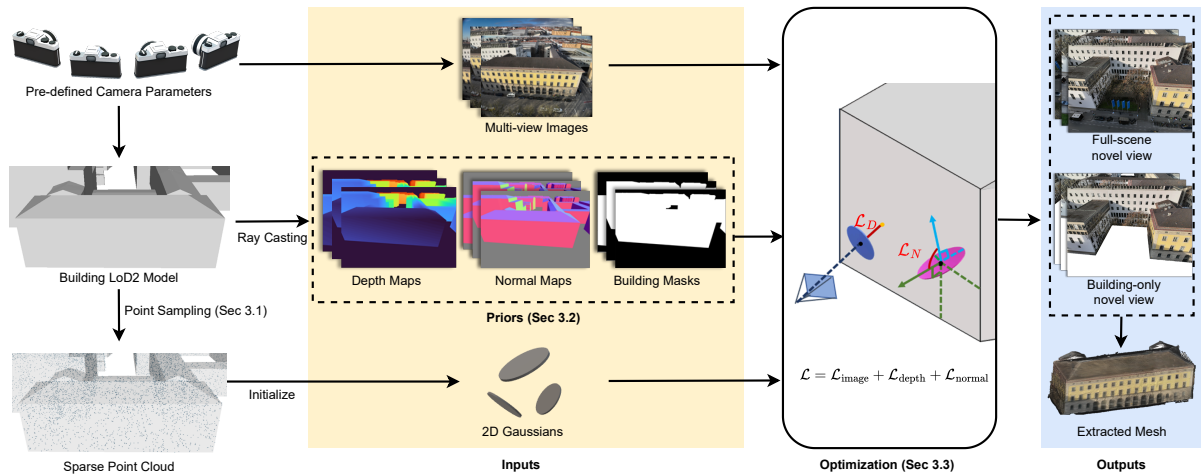 Pre-defined Camera Parameters
Multi-view Images
Full-scene
novel view
Ray Casting
Building LoD2 Model
Depth Maps
Normal Maps
Building Masks
Priors (Sec 3.2)
Point Sampling (Sec 3.1)
Building-only
novel view
Initialize
2D Gaussians
Sparse Point Cloud
Inputs
ℒ_D
ℒ_N
ℒ = ℒ_image + ℒ_depth + ℒ_normal
Optimization (Sec 3.3)
Extracted Mesh
Outputs